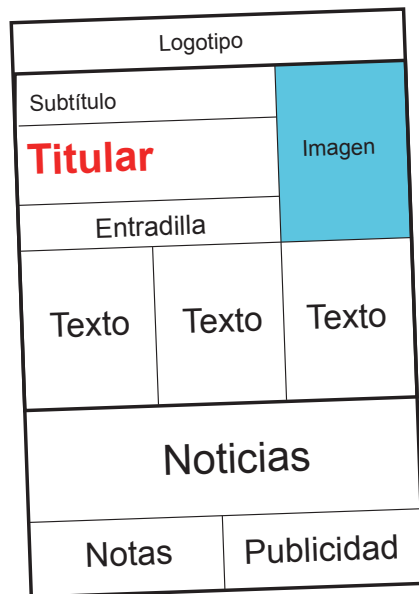 Logotipo
Subtítulo
Titular
Imagen
Entradilla
Texto
Texto
Texto
Noticias
Notas
Publicidad